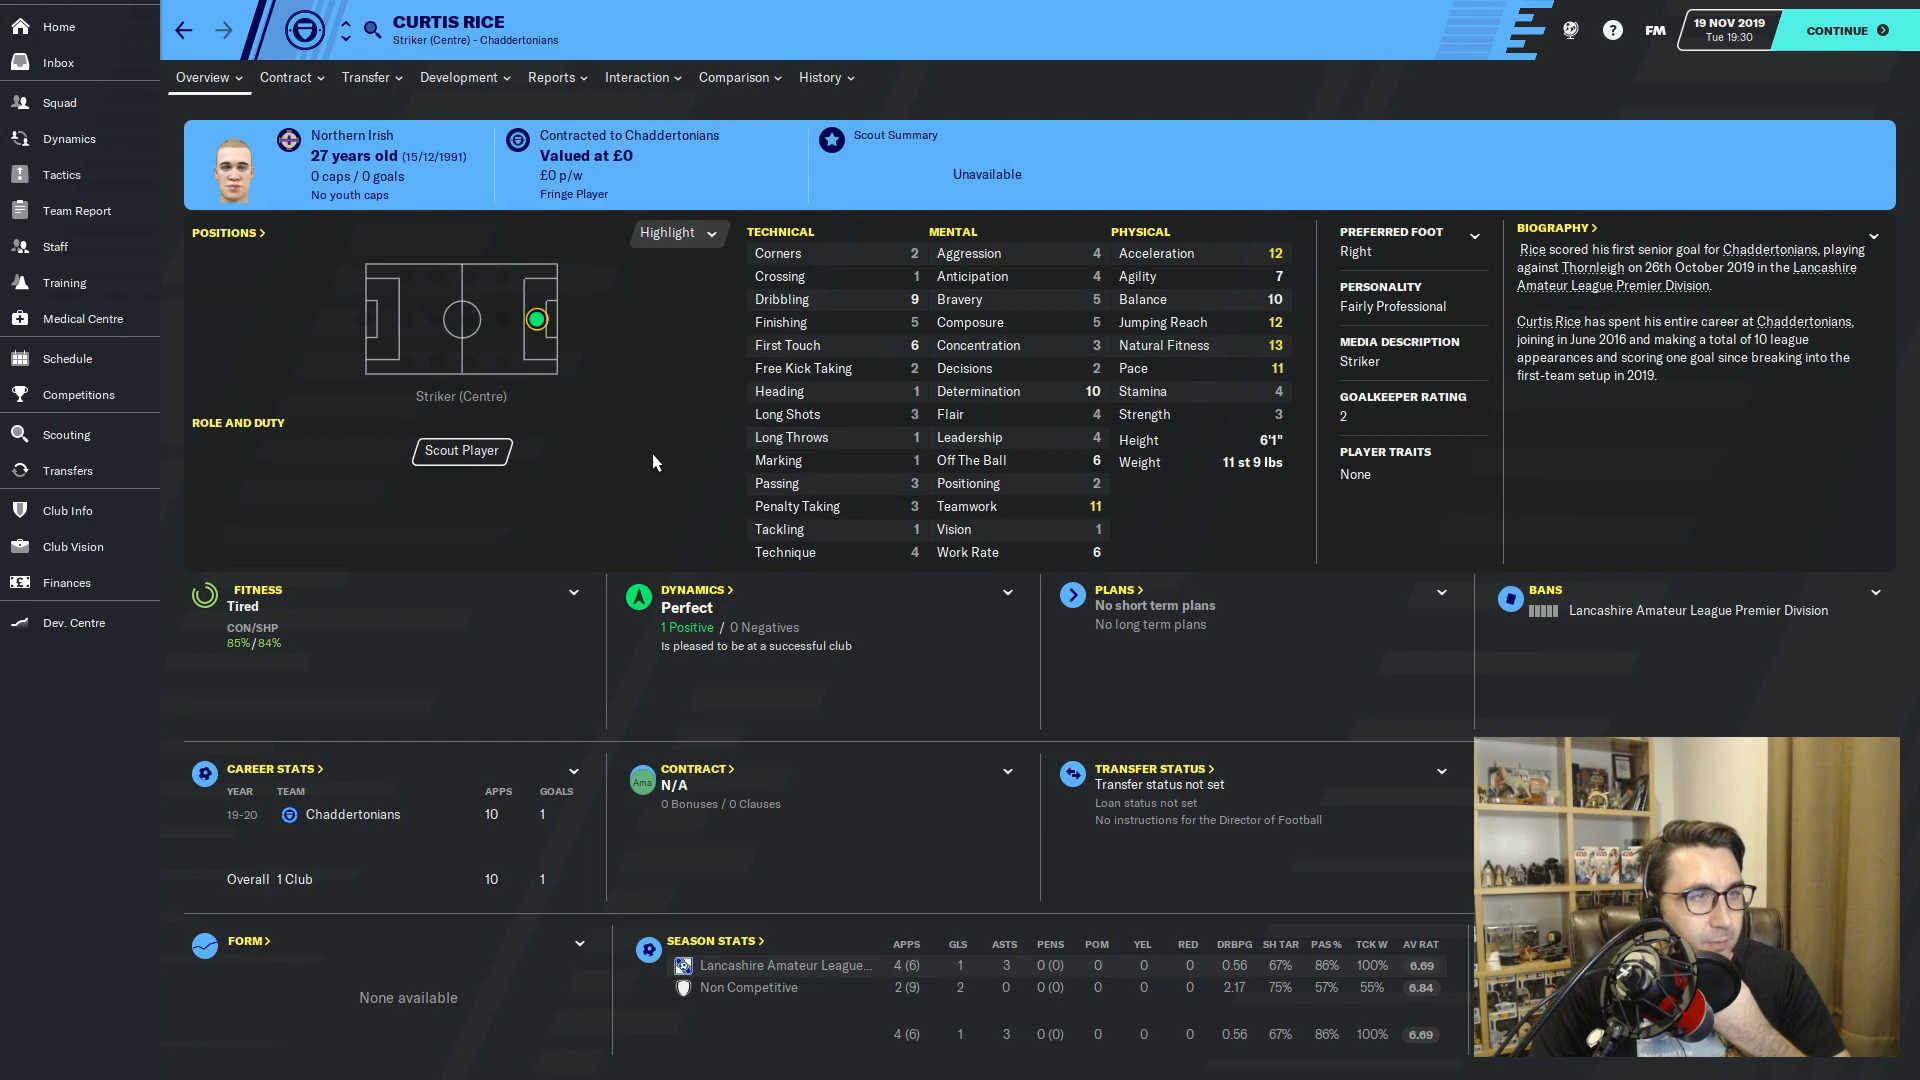 Home
Inbox
Squad
Dynamics
Tactics
Team Report
Staff
Training
Medical Centre
Schedule
Competitions
Scouting
Transfers
Club Info
Club Vision
Finances
Dev. Centre
CURTIS RICE
Striker (Centre) - Chaddertonians
FM
19 NOV 2019
Tue 19:30
CONTINUE
Overview
Contract
Transfer
Development
Reports
Interaction
Comparison
History
Northern Irish
27 years old (15/12/1991)
0 caps / 0 goals
No youth caps
Contracted to Chaddertonians
Valued at £0
£0 p/w
Fringe Player
Scout Summary
Unavailable
POSITIONS >
Highlight
Striker (Centre)
ROLE AND DUTY
Scout Player
TECHNICAL
Corners 2
Crossing 1
Dribbling 9
Finishing 5
First Touch 6
Free Kick Taking 2
Heading 1
Long Shots 3
Long Throws 1
Marking 1
Passing 3
Penalty Taking 3
Tackling 1
Technique 4
MENTAL
Aggression 4
Anticipation 4
Bravery 5
Composure 5
Concentration 3
Decisions 2
Determination 10
Flair 4
Leadership 4
Off The Ball 6
Positioning 2
Teamwork 11
Vision 1
Work Rate 6
PHYSICAL
Acceleration 12
Agility 7
Balance 10
Jumping Reach 12
Natural Fitness 13
Pace 11
Stamina 4
Strength 3
Height 6'1"
Weight 11 st 9 lbs
PREFERRED FOOT
Right
PERSONALITY
Fairly Professional
MEDIA DESCRIPTION
Striker
GOALKEEPER RATING
2
PLAYER TRAITS
None
BIOGRAPHY >
Rice scored his first senior goal for Chaddertonians, playing
against Thornleigh on 26th October 2019 in the Lancashire
Amateur League Premier Division.
Curtis Rice has spent his entire career at Chaddertonians,
joining in June 2016 and making a total of 10 league
appearances and scoring one goal since breaking into the
first-team setup in 2019.
FITNESS
Tired
CON/SHP
85% / 84%
DYNAMICS >
Perfect
1 Positive / 0 Negatives
Is pleased to be at a successful club
PLANS >
No short term plans
No long term plans
BANS
Lancashire Amateur League Premier Division
CAREER STATS >
YEAR TEAM APPS GOALS
19-20 Chaddertonians 10 1
Overall 1 Club 10 1
Ama
CONTRACT >
N/A
0 Bonuses / 0 Clauses
TRANSFER STATUS >
Transfer status not set
Loan status not set
No instructions for the Director of Football
FORM >
None available
SEASON STATS > APPS GLS ASTS PENS POM YEL RED DRBPG SH TAR PAS % TCK W AV RAT
Lancashire Amateur League... 4 (6) 1 3 0 (0) 0 0 0 0.56 67% 86% 100% 6.69
Non Competitive 2 (9) 2 0 0 (0) 0 0 0 2.17 75% 57% 55% 6.84
4 (6) 1 3 0 (0) 0 0 0 0.56 67% 86% 100% 6.69